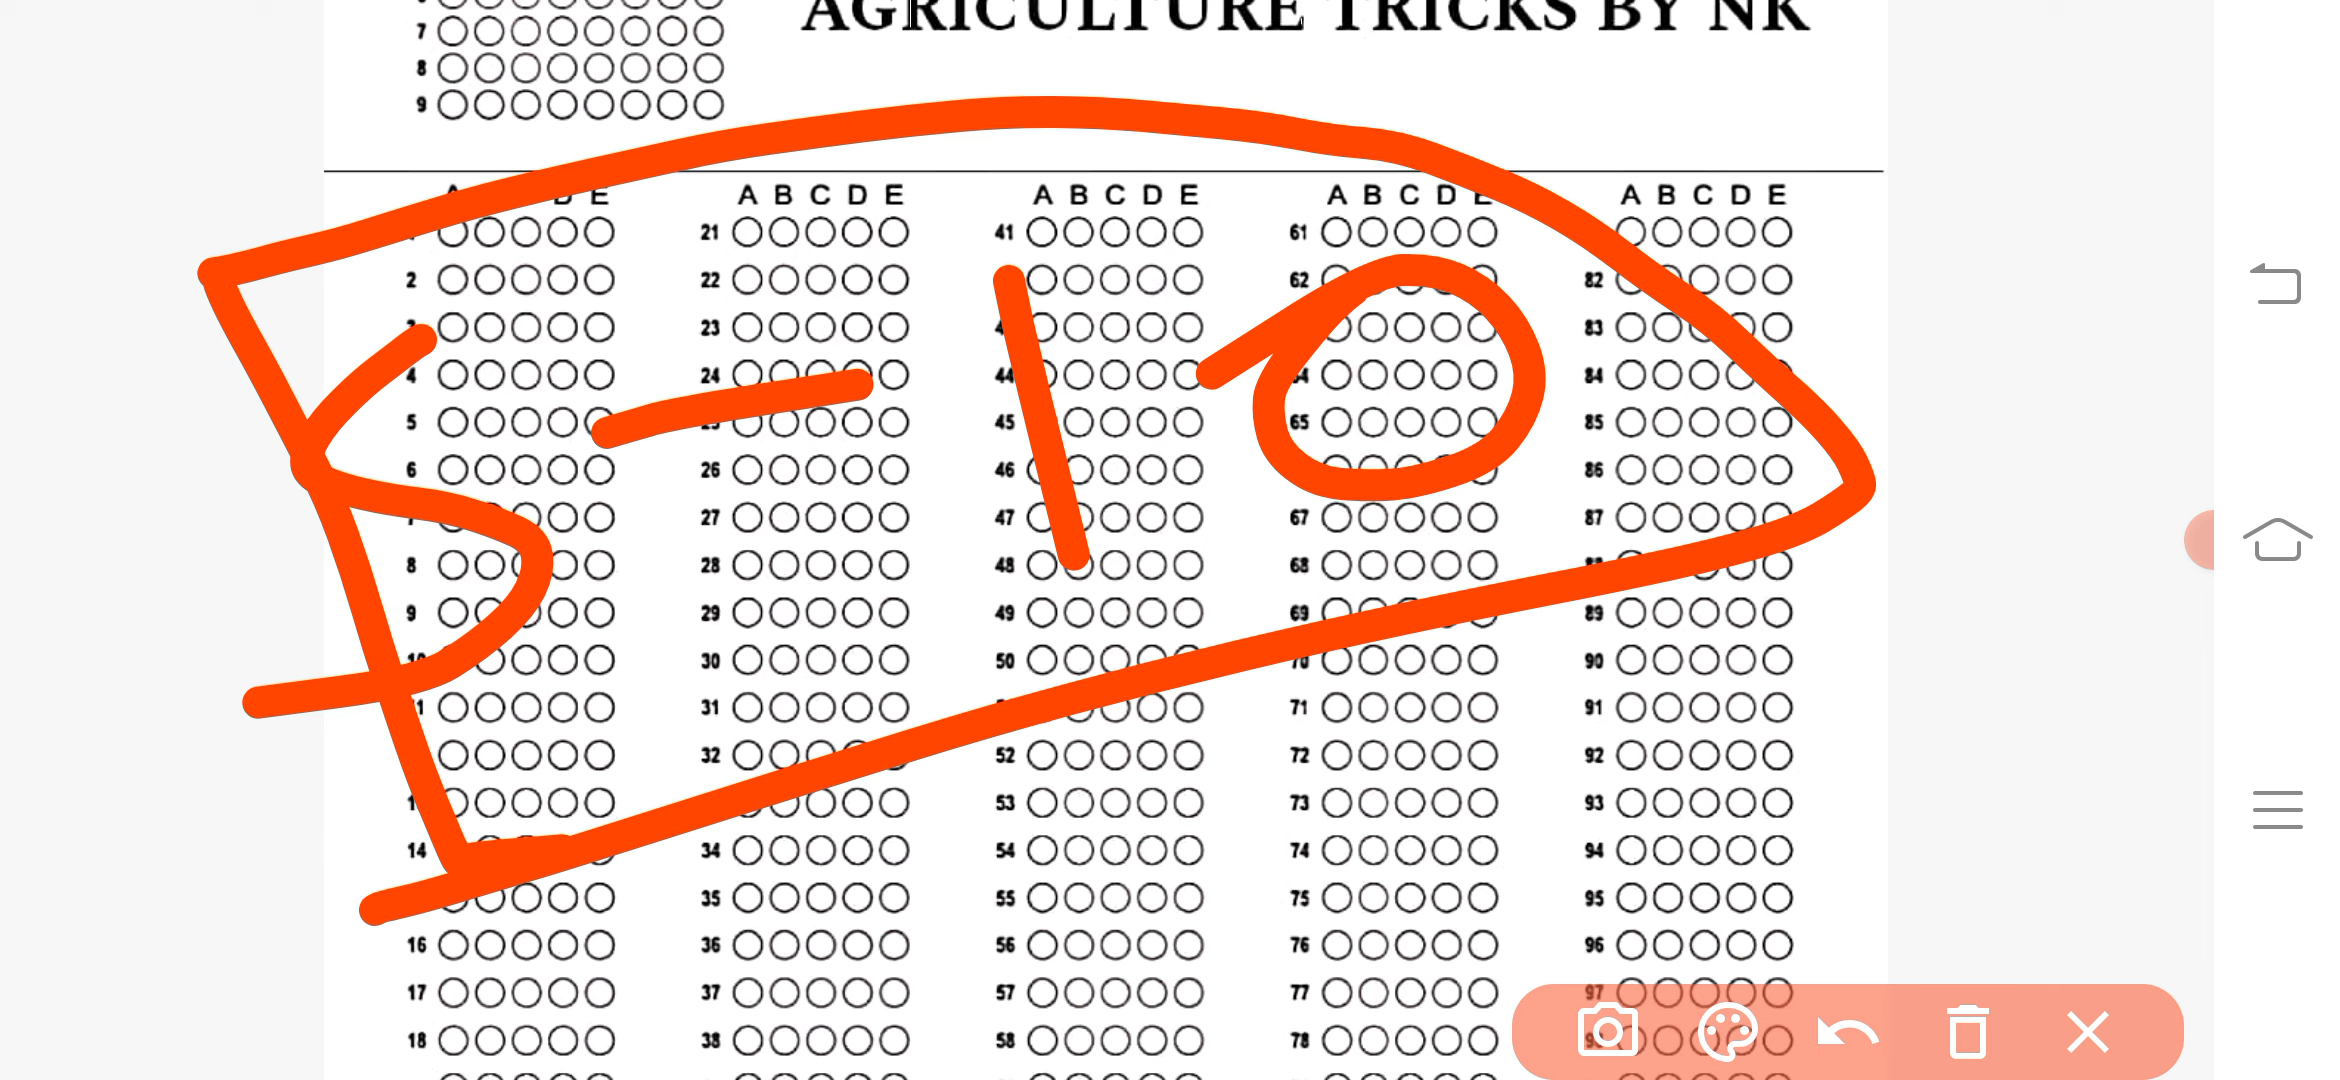 AGRICULTURE TRICKS BY NK
7
8
9
E A B C D E A B C D E A B C D A B C D E
21 41 61
2 22 62 82
23 83
4 24 44 84
5 45 65 85
6 26 46 86
27 47 67 87
8 28 48 68
9 29 49 69 89
30 50 70 90
31 71 91
32 52 72 92
53 73 93
14 34 54 74 94
35 55 75 95
16 36 56 76 96
17 37 57 77 97
18 38 58 78
5 - 10